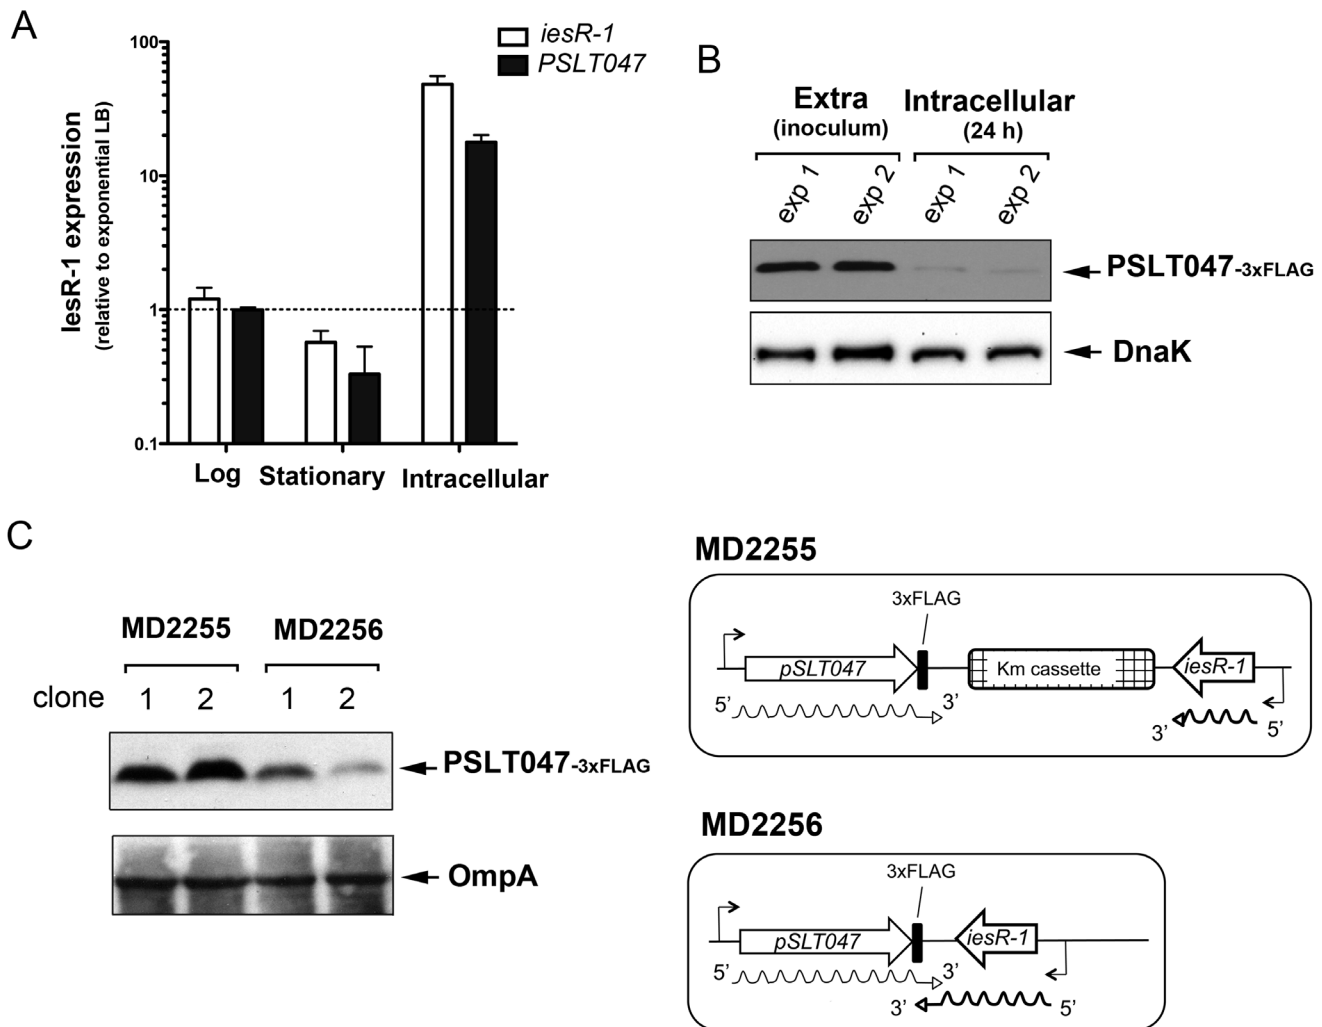 A
IesR-1 expression
(relative to exponential LB)
100
10
1
0.1
iesR-1
PSLT047
Log Stationary Intracellular
B
Extra Intracellular
(inoculum) (24 h)
exp 1 exp 2 exp 1 exp 2
PSLT047-3xFLAG
DnaK
C
MD2255 MD2256
clone 1 2 1 2
PSLT047-3xFLAG
OmpA
MD2255
3xFLAG
pSLT047 Km cassette iesR-1
5' 3' 3' 5'
MD2256
3xFLAG
pSLT047 iesR-1
5' 3'
3' 5'